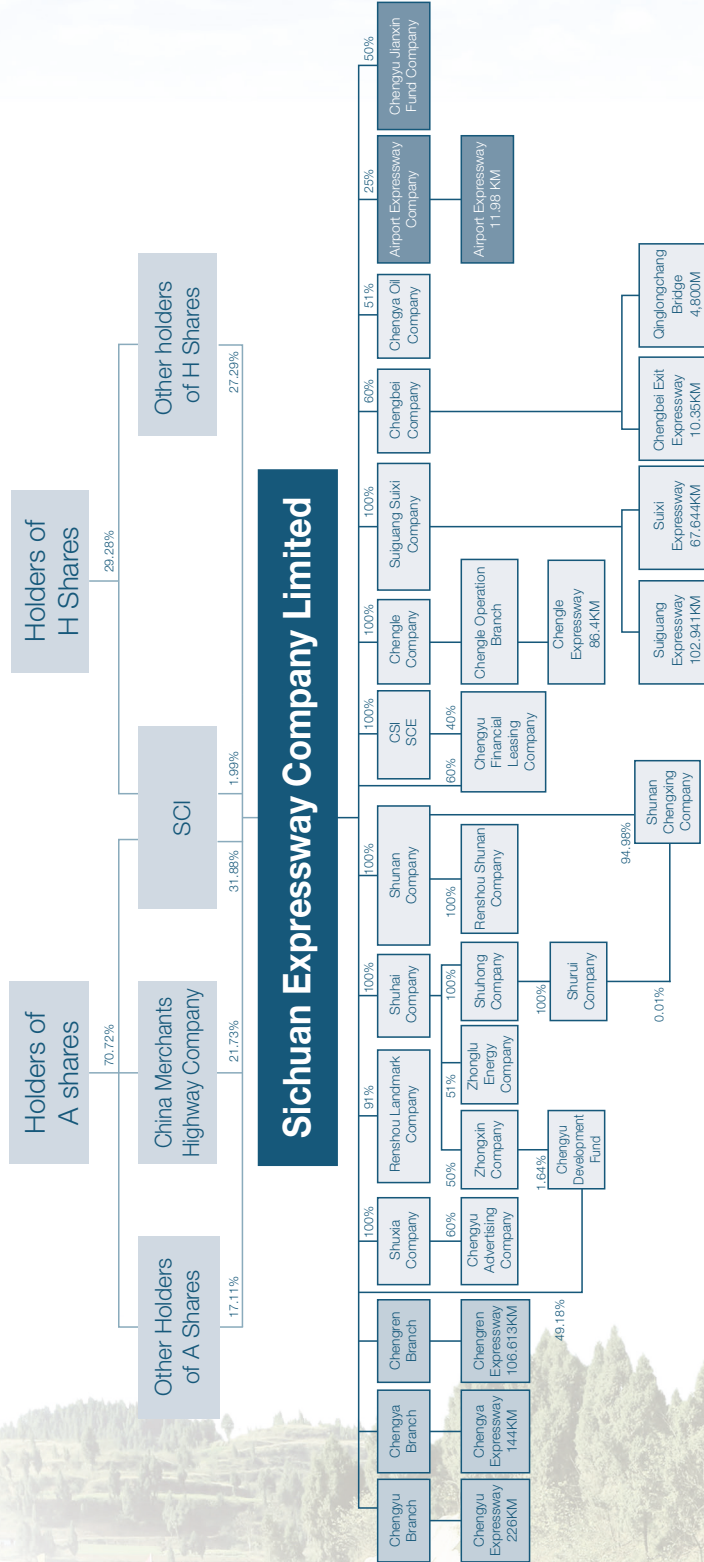 Holders of
A shares
Holders of
H Shares
70.72%
29.28%
Other Holders
of A Shares
China Merchants
Highway Company
SCI
Other holders
of H Shares
17.11%
21.73%
31.88%
1.99%
27.29%
Sichuan Expressway Company Limited
100%
91%
100%
100%
100%
100%
100%
60%
51%
25%
50%
Chengyu
Branch
Chengya
Branch
Chengren
Branch
Shuxia
Company
Renshou Landmark
Company
Shuhai
Company
Shunan
Company
CSI
SCE
Chengle
Company
Suiguang Suixi
Company
Chengbei
Company
Chengya Oil
Company
Airport Expressway
Company
Chengyu Jianxin
Fund Company
60%
50%
51%
100%
100%
60%
40%
Chengyu
Expressway
226KM
Chengya
Expressway
144KM
Chengren
Expressway
106.613KM
Chengyu
Advertising
Company
Zhongxin
Company
Zhonglu
Energy
Company
Shuhong
Company
Renshou Shunan
Company
Chengyu
Financial
Leasing
Company
Chengle Operation
Branch
Airport Expressway
11.98 KM
49.18%
1.64%
100%
Chengyu
Development
Fund
Shurui
Company
Chengle
Expressway
86.4KM
0.01%
94.98%
Shunan
Chengxing
Company
Suiguang
Expressway
102.941KM
Suixi
Expressway
67.644KM
Chengbei Exit
Expressway
10.35KM
Qinglongchang
Bridge
4,800M